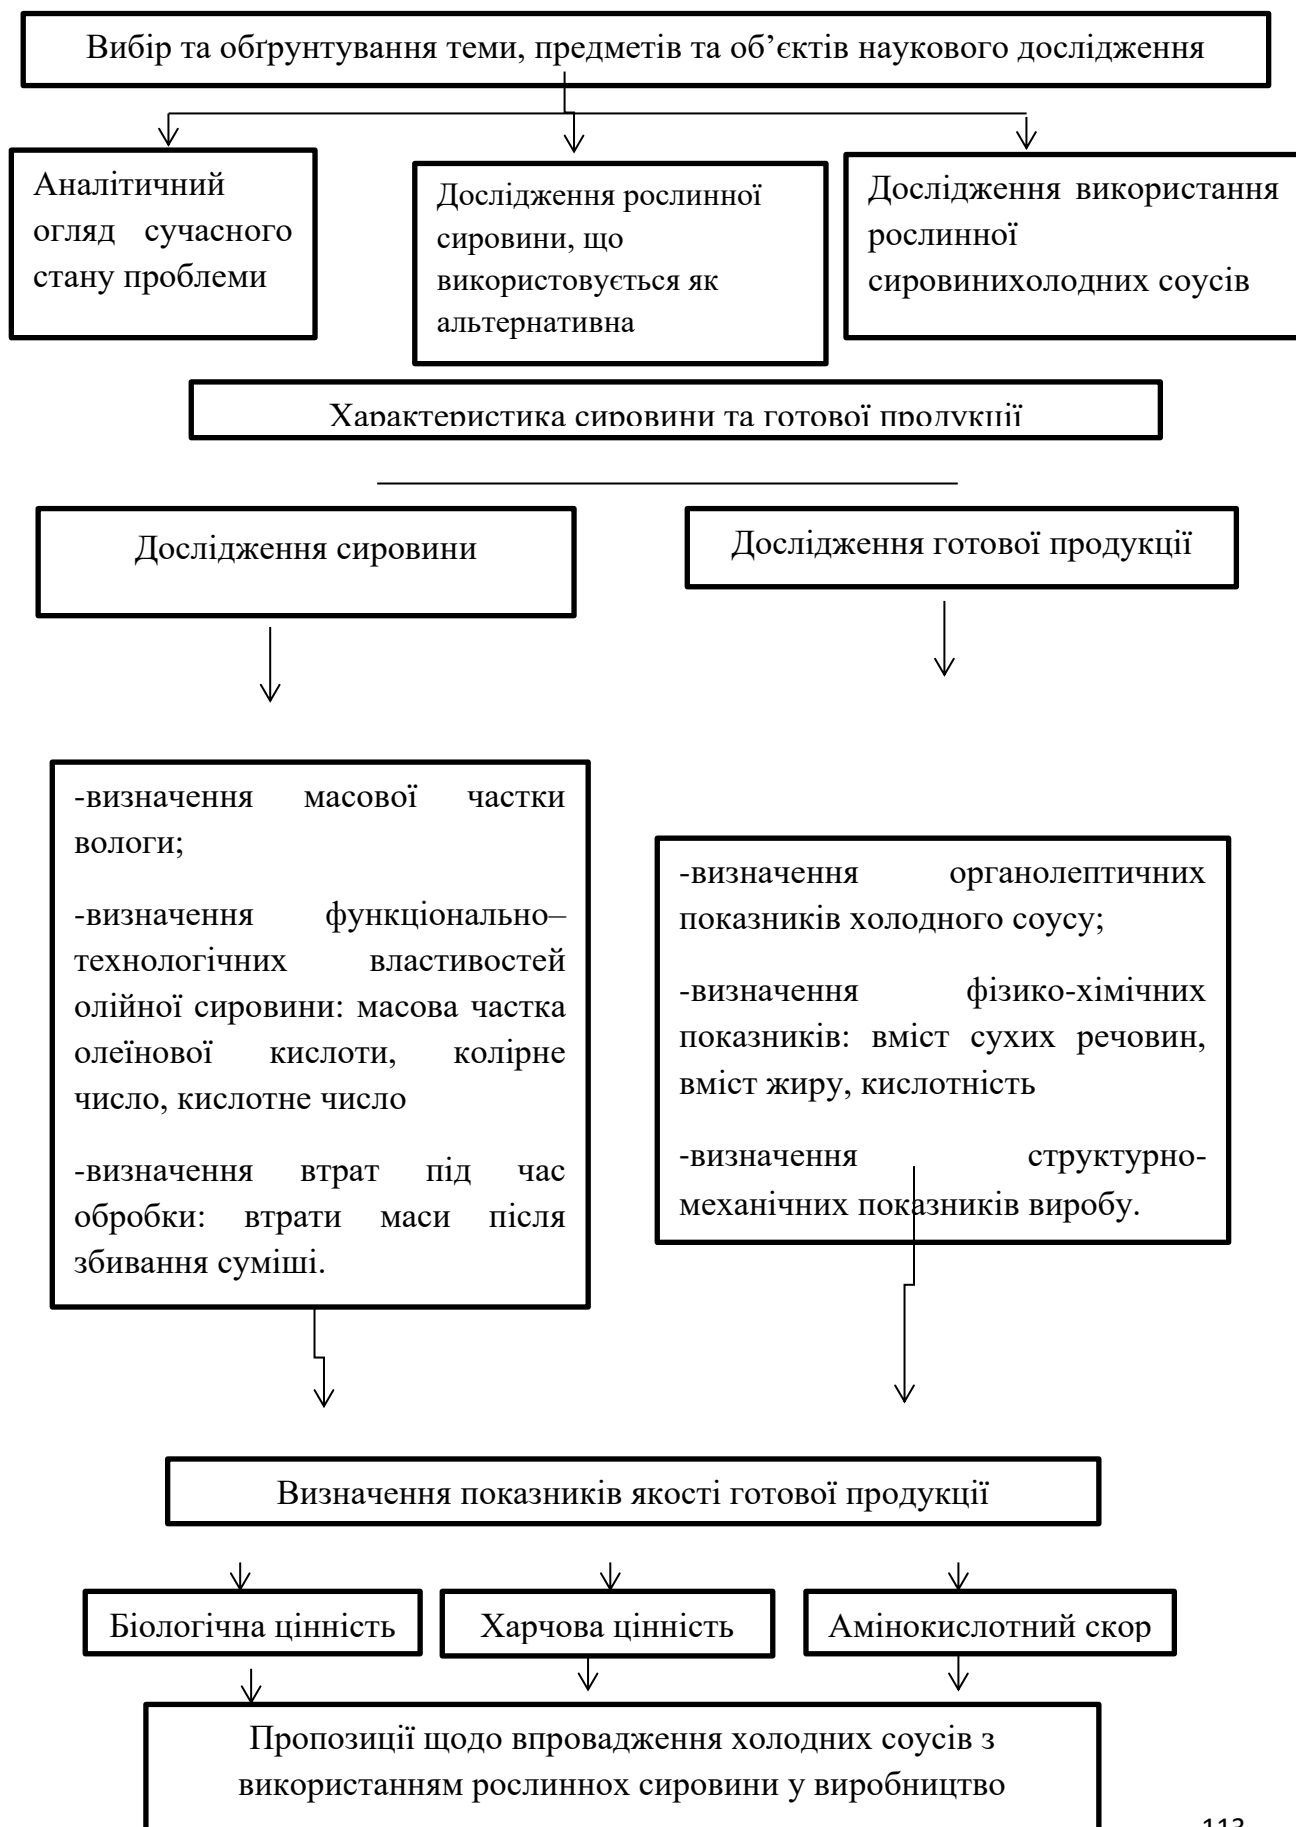 Вибір та обґрунтування теми, предметів та об’єктів наукового дослідження
Аналітичний
огляд сучасного
стану проблеми
Дослідження рослинної
сировини, що
використовується як
альтернативна
Дослідження використання
рослинної
сировинихолодних соусів
Характеристика сировини та готової продукції
Дослідження сировини
Дослідження готової продукції
-визначення масової частки
вологи;
-визначення функціонально–
технологічних властивостей
олійної сировини: масова частка
олеїнової кислоти, колірне
число, кислотне число
-визначення втрат під час
обробки: втрати маси після
збивання суміші.
-визначення органолептичних
показників холодного соусу;
-визначення фізико-хімічних
показників: вміст сухих речовин,
вміст жиру, кислотність
-визначення структурно-
механічних показників виробу.
Визначення показників якості готової продукції
Біологічна цінність
Харчова цінність
Амінокислотний скор
Пропозиції щодо впровадження холодних соусів з
використанням рослиннох сировини у виробництво
113